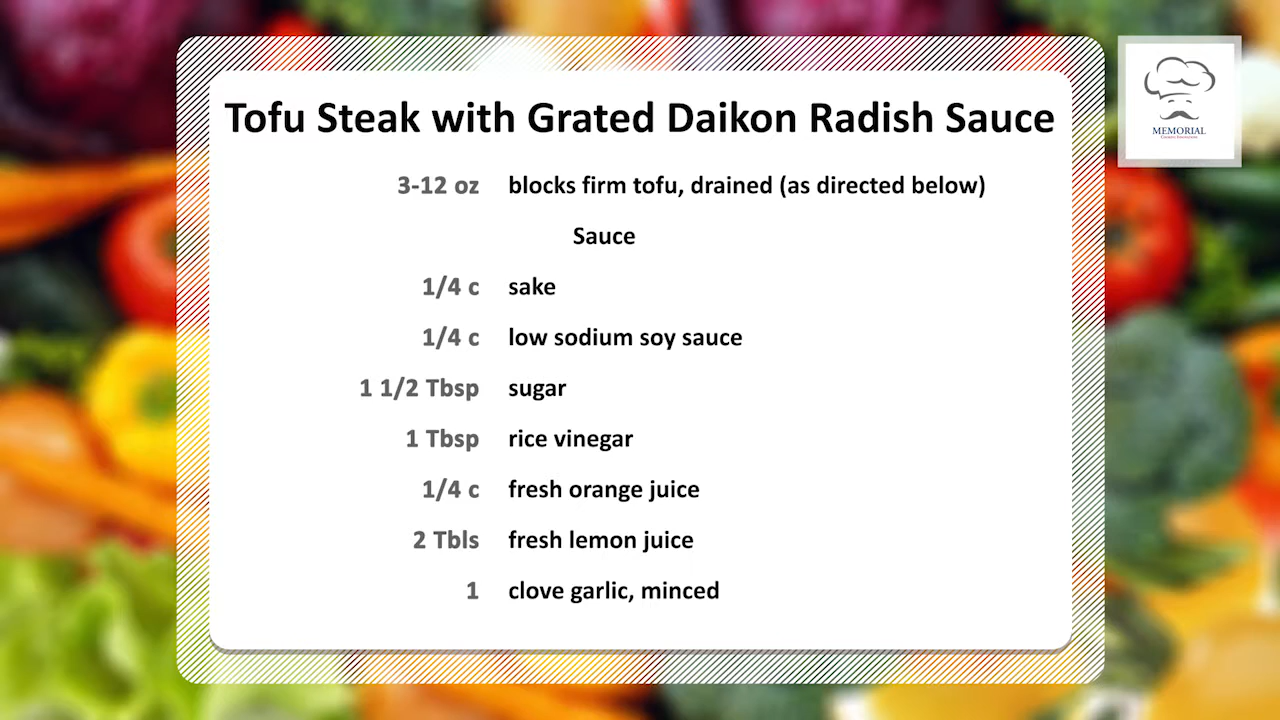 Tofu Steak with Grated Daikon Radish Sauce
3-12 oz blocks firm tofu, drained (as directed below)
Sauce
1/4 c sake
1/4 c low sodium soy sauce
1 1/2 Tbsp sugar
1 Tbsp rice vinegar
1/4 c fresh orange juice
2 Tbls fresh lemon juice
1 clove garlic, minced
MEMORIAL